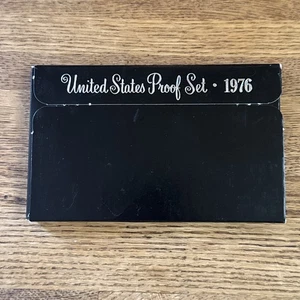 United States Proof Set • 1976